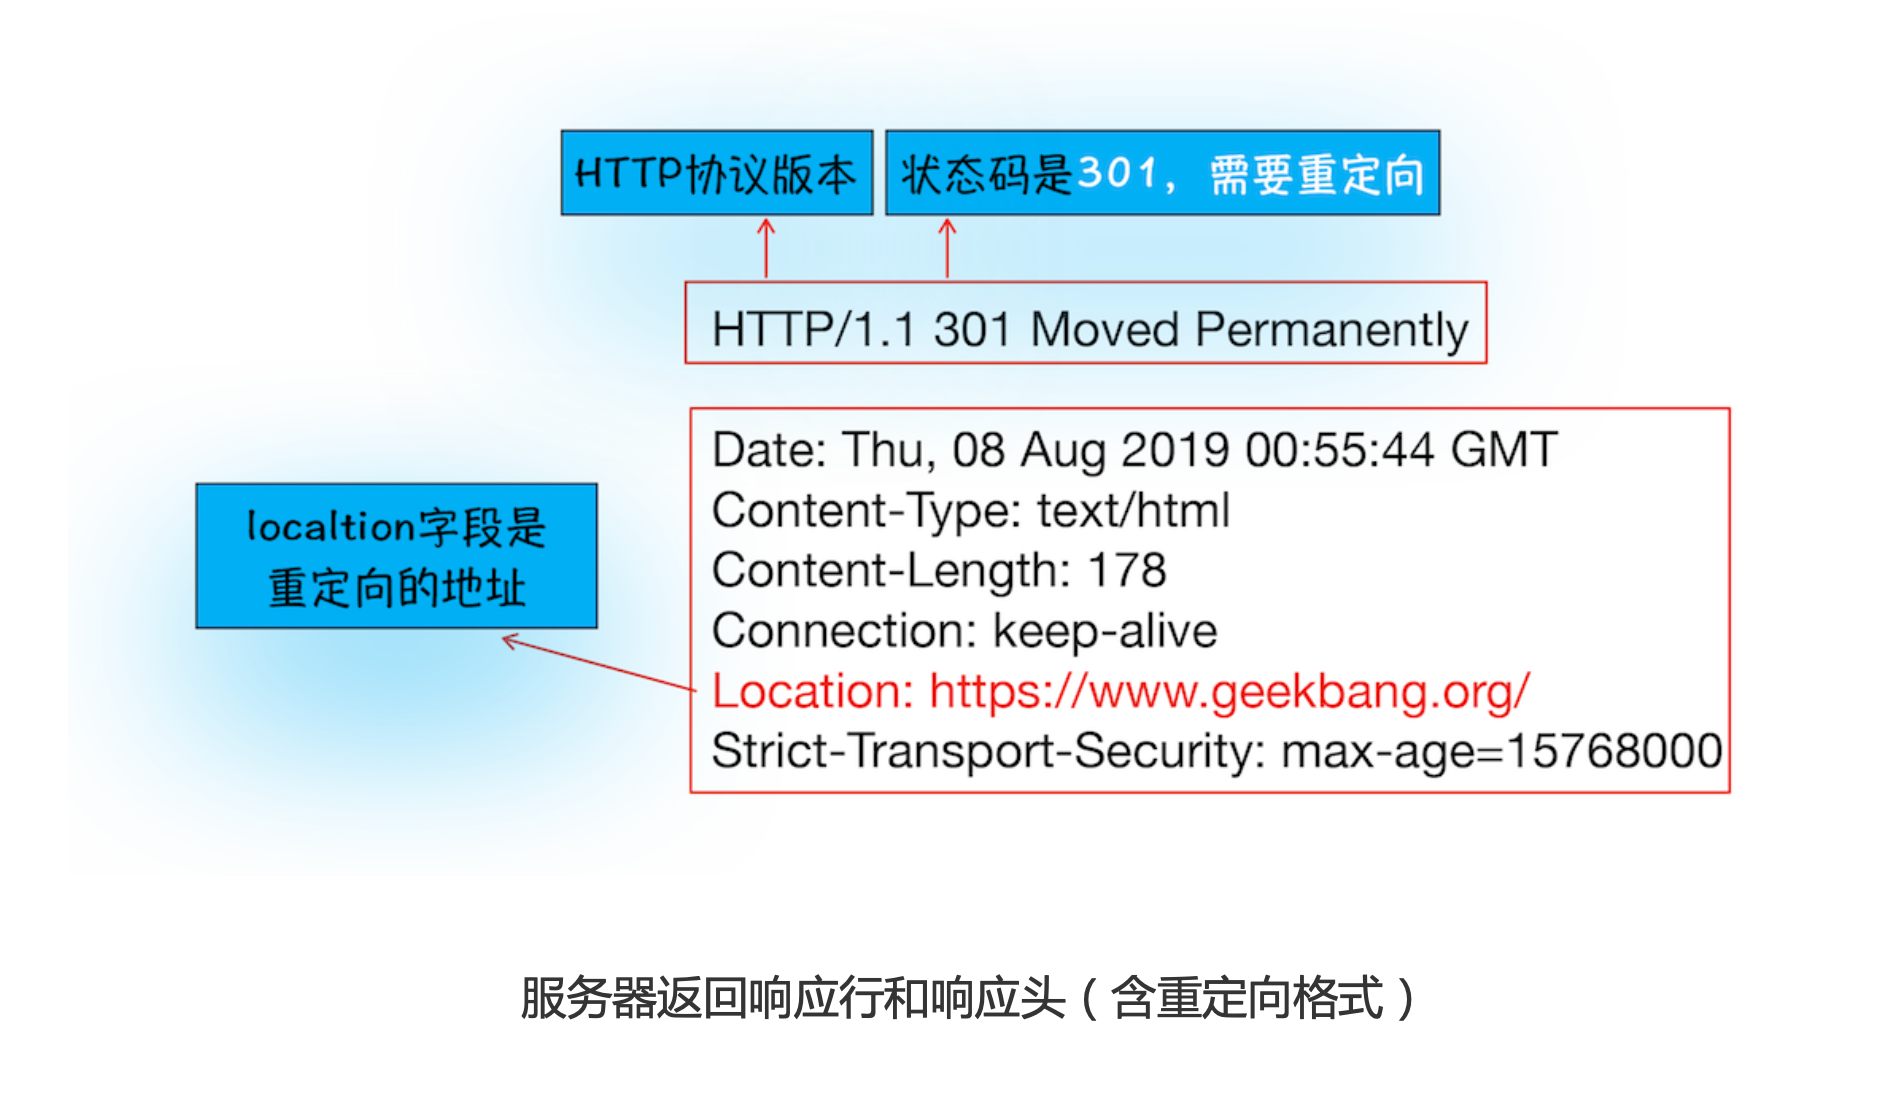 HTTP协议版本
状态码是301，需要重定向
HTTP/1.1 301 Moved Permanently
Date: Thu, 08 Aug 2019 00:55:44 GMT
Content-Type: text/html
Content-Length: 178
Connection: keep-alive
Location: https://www.geekbang.org/
Strict-Transport-Security: max-age=15768000
localtion字段是
重定向的地址
服务器返回响应行和响应头（含重定向格式）